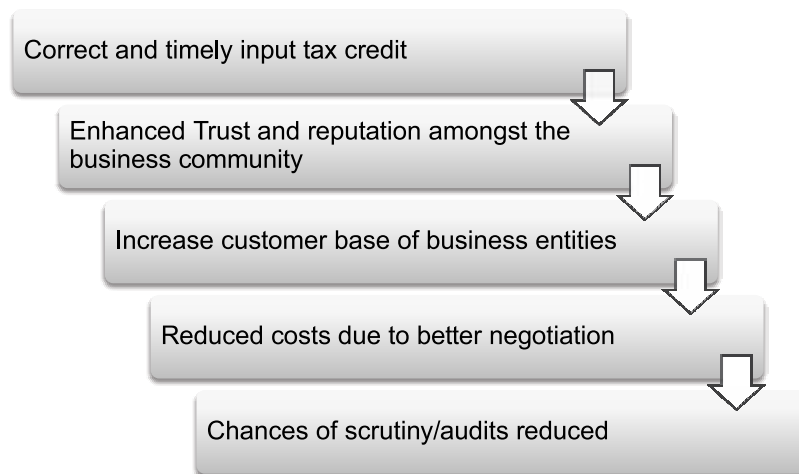 Correct and timely input tax credit
Enhanced Trust and reputation amongst the
business community
Increase customer base of business entities
Reduced costs due to better negotiation
Chances of scrutiny/audits reduced